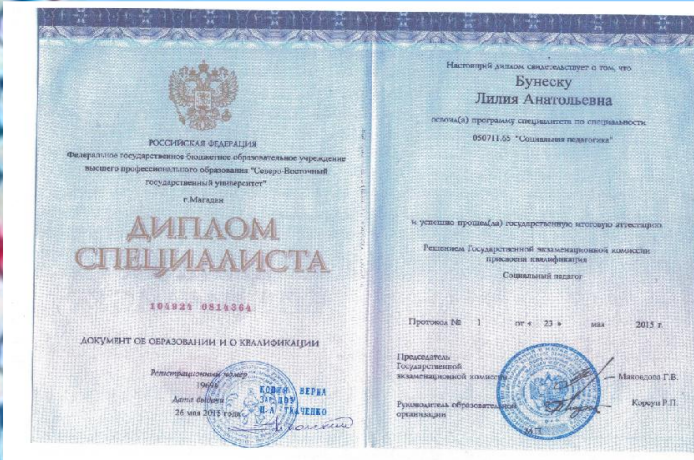 РОССИЙСКАЯ ФЕДЕРАЦИЯ
Федеральное государственное бюджетное образовательное учреждение
высшего профессионального образования "Северо-Восточный
государственный университет"
г.Магадан
ДИПЛОМ
СПЕЦИАЛИСТА
104924 0814364
ДОКУМЕНТ ОБ ОБРАЗОВАНИИ И О КВАЛИФИКАЦИИ
Регистрационный номер
19696
Дата выдачи
26 мая 2015 года
КОПИЯ ВЕРНА
ТКАЧЕНКО
Настоящий диплом свидетельствует о том, что
Бунеску
Лилия Анатольевна
освоил(а) программу специалитета по специальности
050711.65 "Социальная педагогика"
и успешно прошел(ла) государственную итоговую аттестацию
Решением Государственной экзаменационной комиссии
присвоена квалификация
Социальный педагог
Протокол № 1 от « 23 » мая 2015 г.
Председатель
Государственной
экзаменационной комиссии
Маковдова Г.В.
Руководитель образовательной
организации
Корсун Р.П.
М.П.